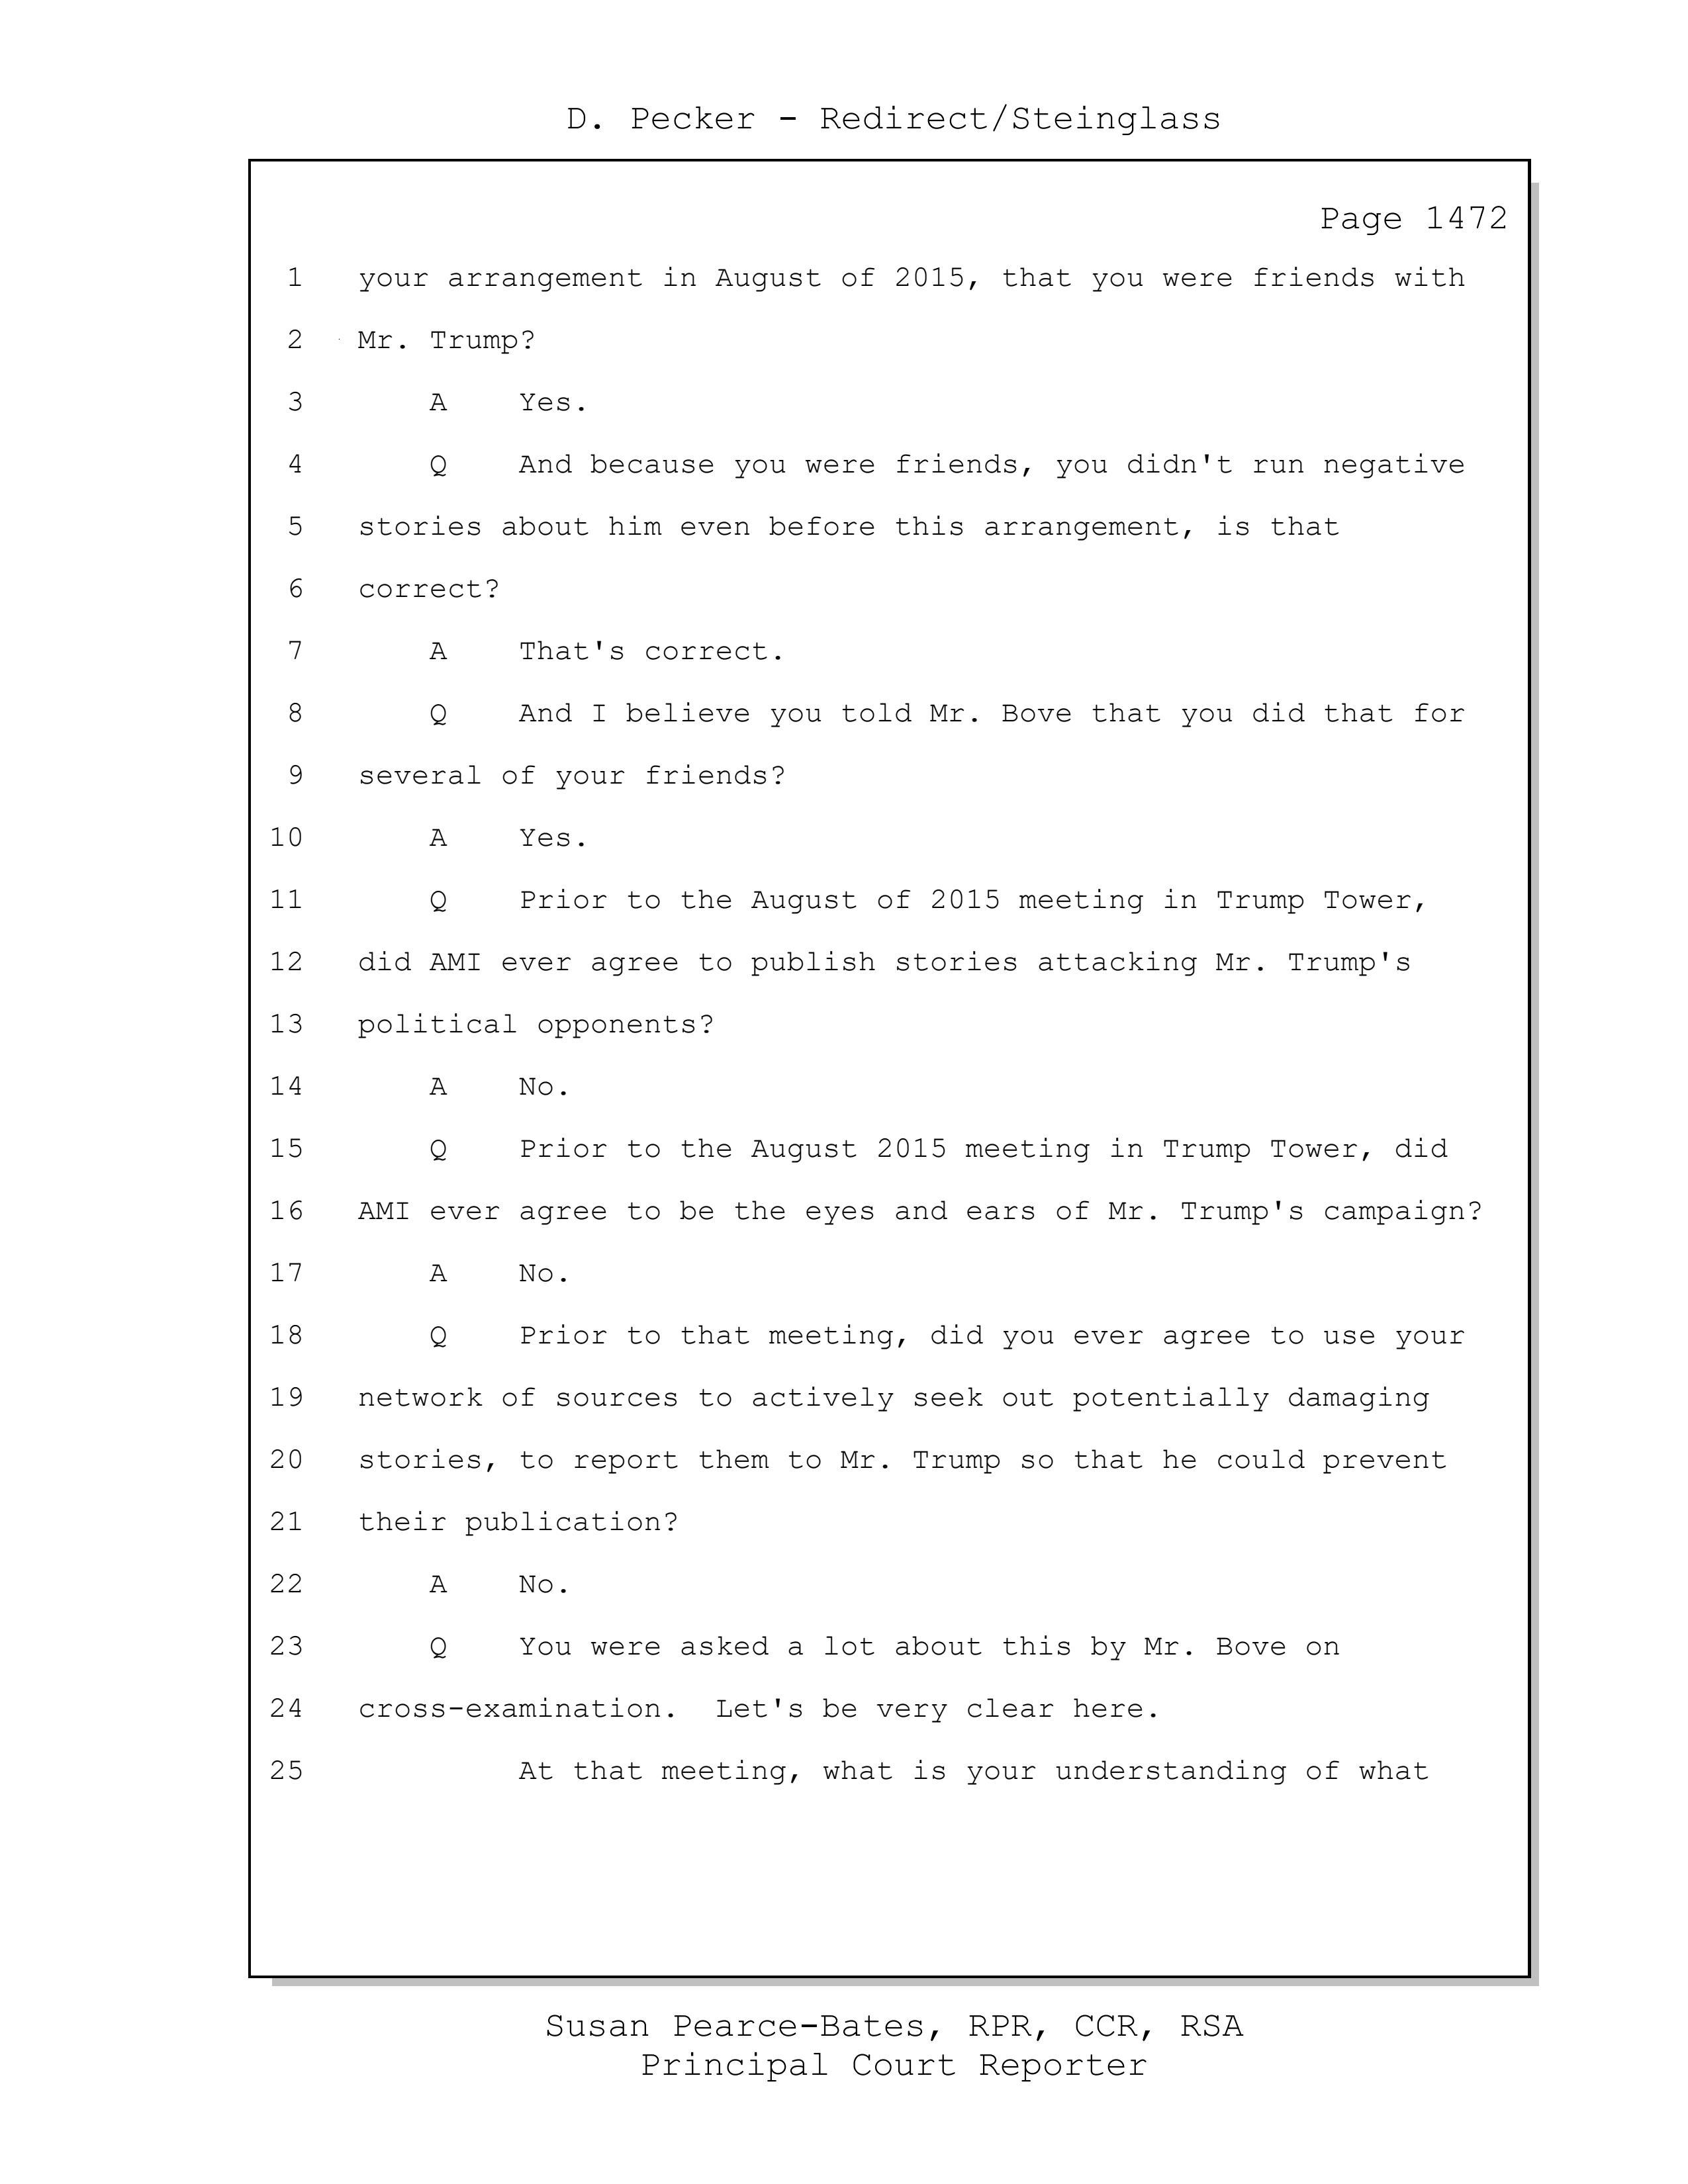 D. Pecker - Redirect/Steinglass
Page 1472
1 your arrangement in August of 2015, that you were friends with
2 Mr. Trump?
3 A Yes.
4 Q And because you were friends, you didn't run negative
5 stories about him even before this arrangement, is that
6 correct?
7 A That's correct.
8 Q And I believe you told Mr. Bove that you did that for
9 several of your friends?
10 A Yes.
11 Q Prior to the August of 2015 meeting in Trump Tower,
12 did AMI ever agree to publish stories attacking Mr. Trump's
13 political opponents?
14 A No.
15 Q Prior to the August 2015 meeting in Trump Tower, did
16 AMI ever agree to be the eyes and ears of Mr. Trump's campaign?
17 A No.
18 Q Prior to that meeting, did you ever agree to use your
19 network of sources to actively seek out potentially damaging
20 stories, to report them to Mr. Trump so that he could prevent
21 their publication?
22 A No.
23 Q You were asked a lot about this by Mr. Bove on
24 cross-examination. Let's be very clear here.
25 At that meeting, what is your understanding of what
Susan Pearce-Bates, RPR, CCR, RSA
Principal Court Reporter